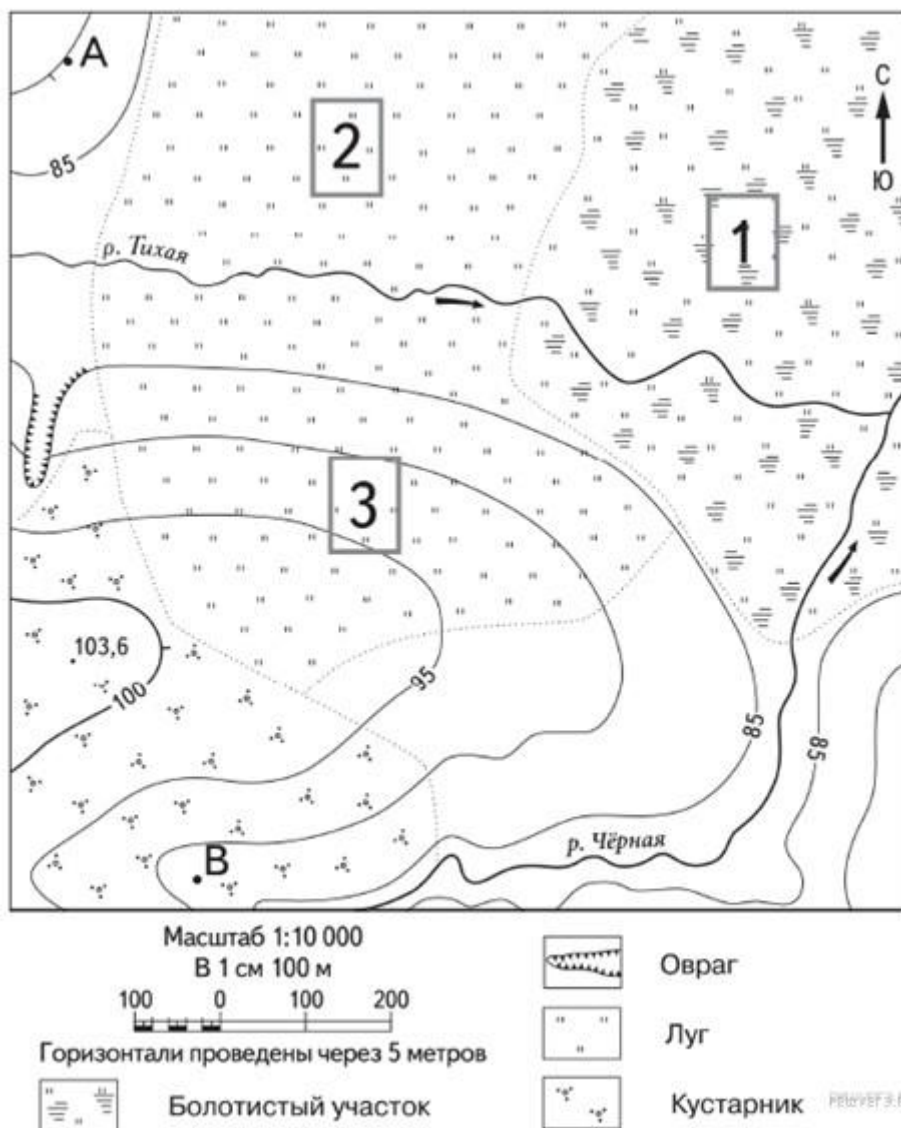 А
85
2
С
Ю
1
р. Тихая
3
103,6
100
95
85
85
В
р. Чёрная
Масштаб 1:10 000
В 1 см 100 м
100 0 100 200
Горизонтали проведены через 5 метров
Болотистый участок
Овраг
Луг
Кустарник